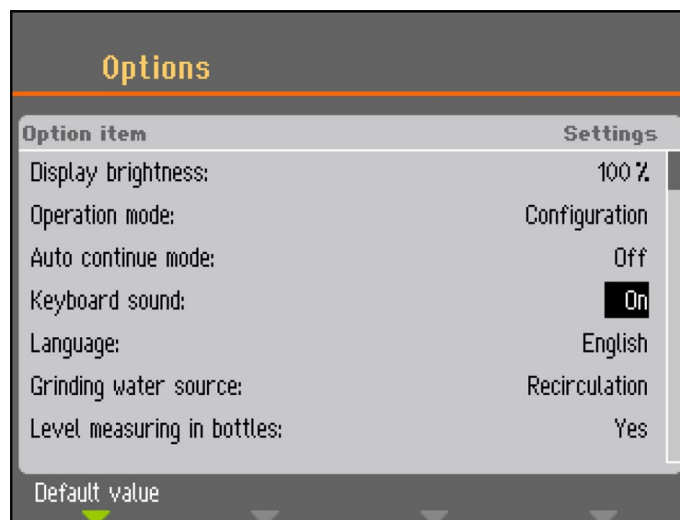 Options
Option item Settings
Display brightness: 100 %
Operation mode: Configuration
Auto continue mode: Off
Keyboard sound: On
Language: English
Grinding water source: Recirculation
Level measuring in bottles: Yes
Default value